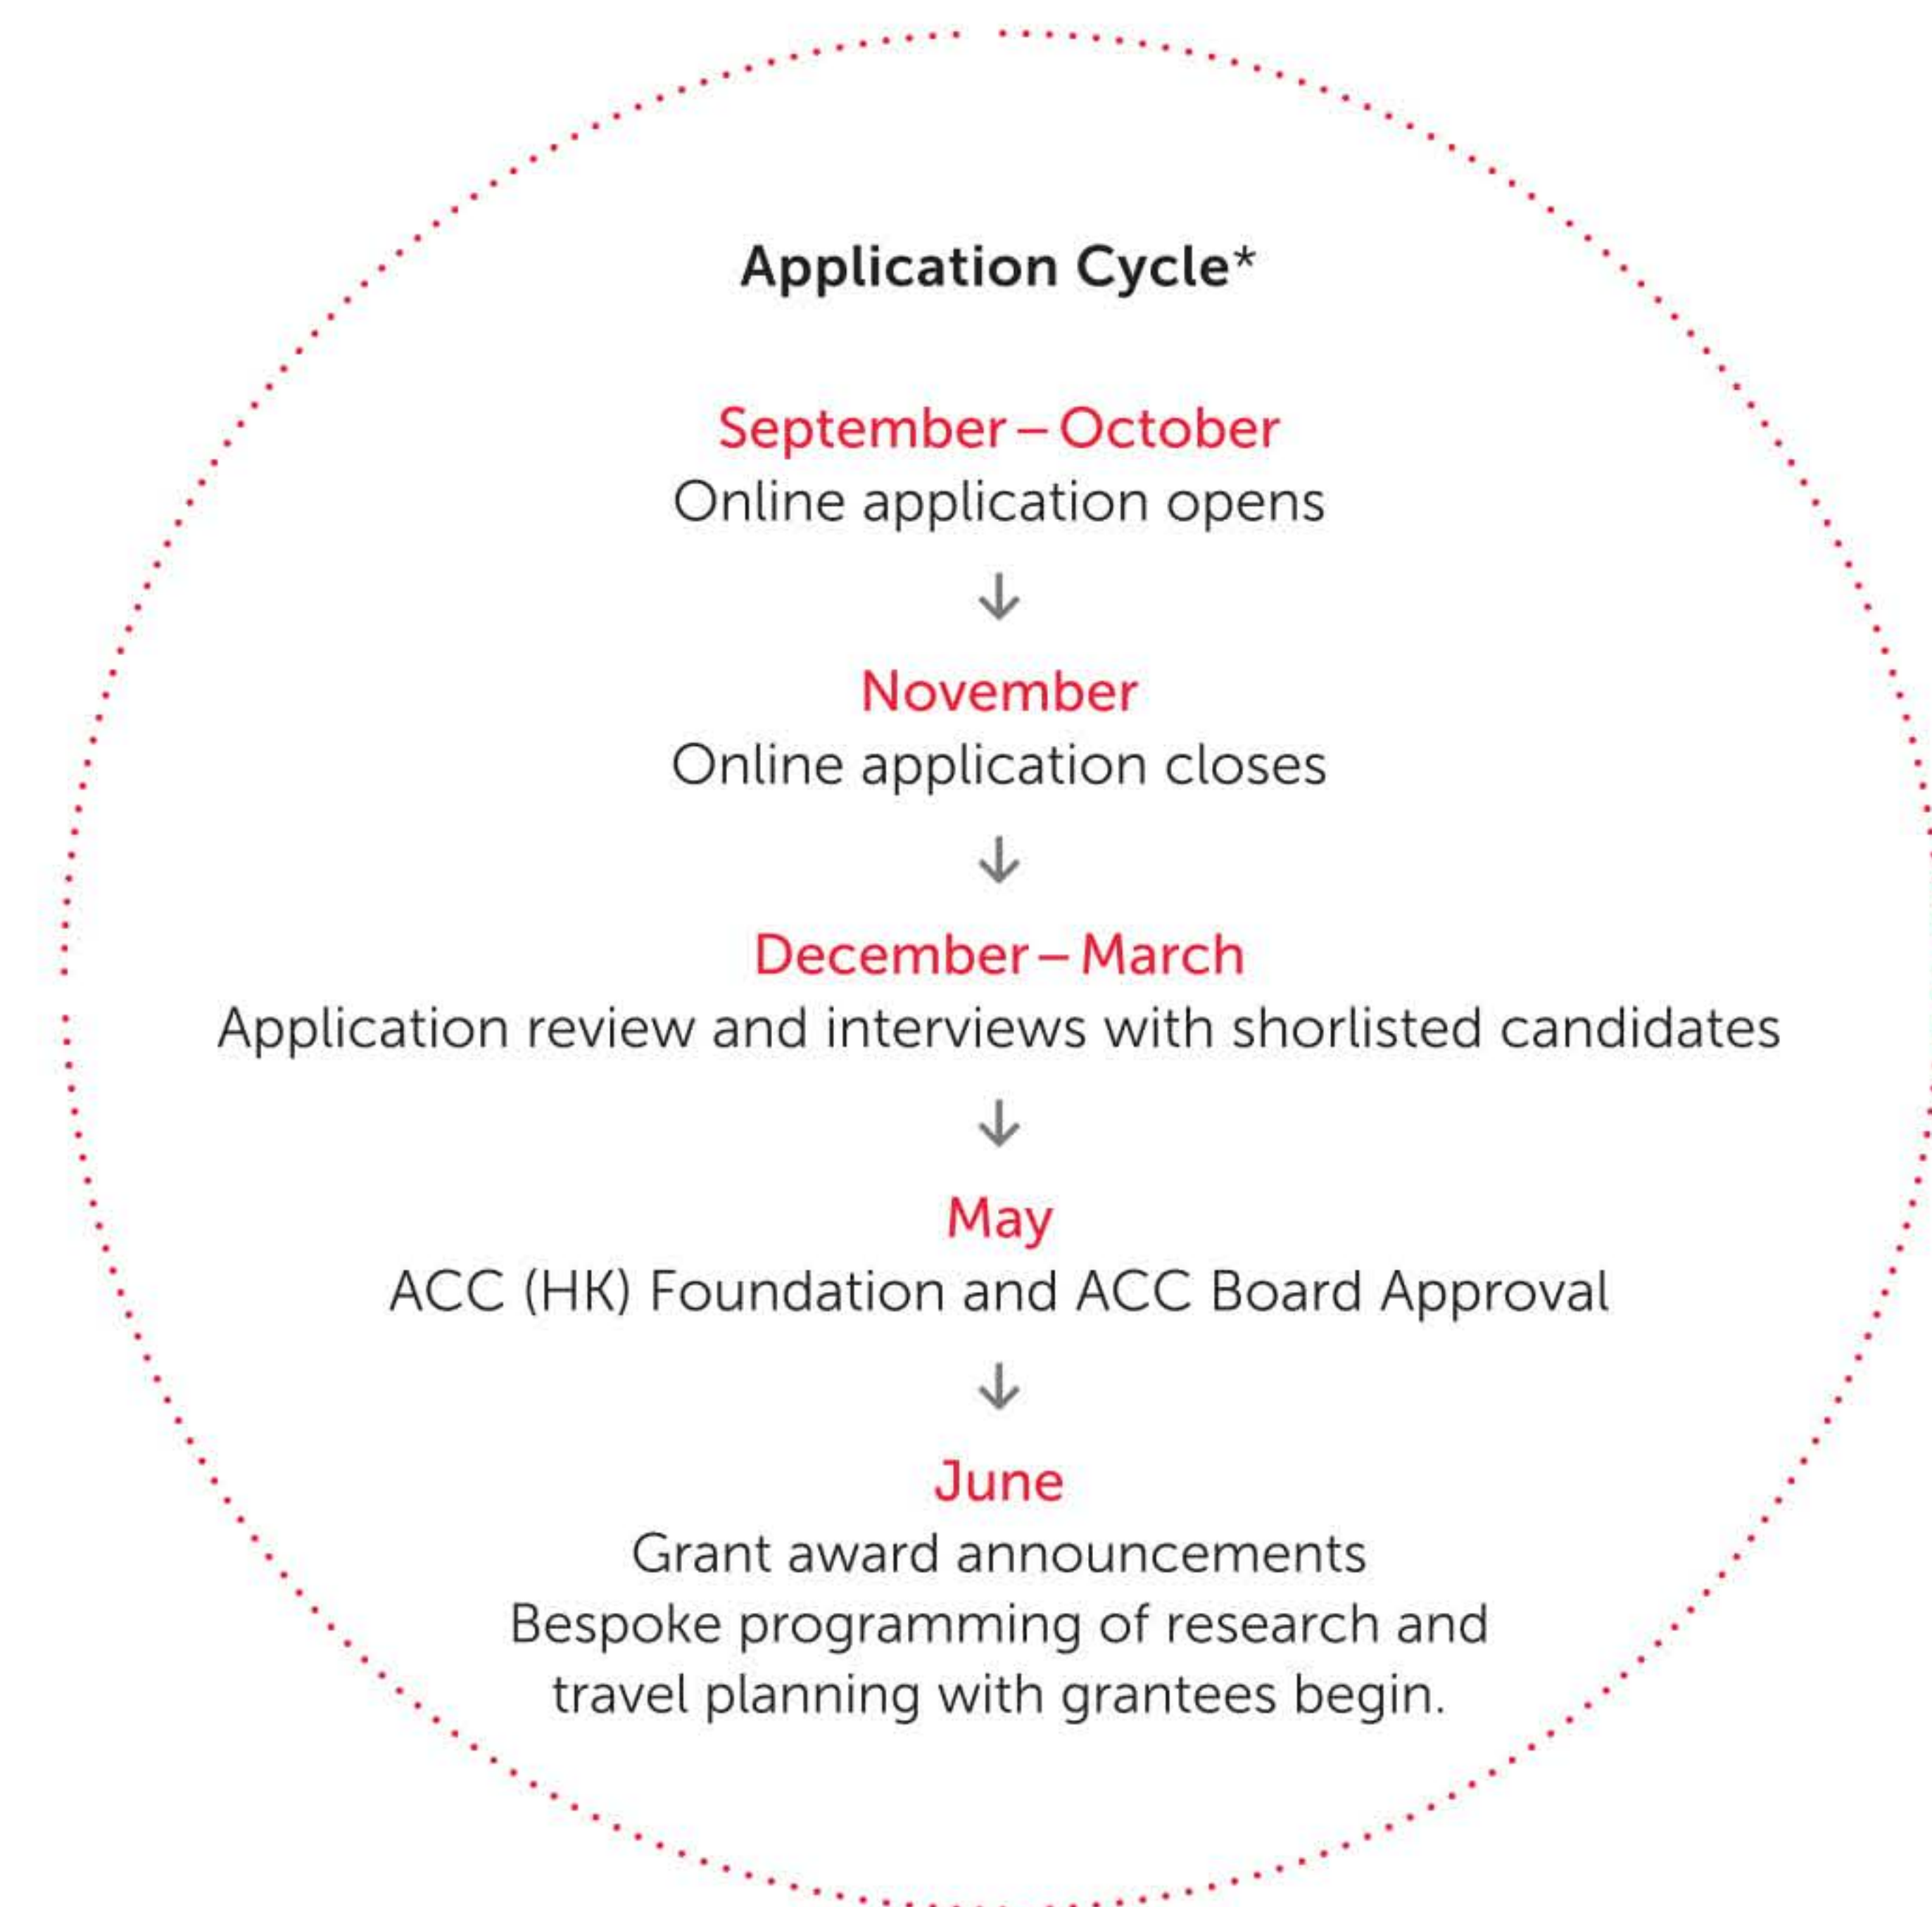 Application Cycle*
September – October
Online application opens
↓
November
Online application closes
↓
December – March
Application review and interviews with shorlisted candidates
↓
May
ACC (HK) Foundation and ACC Board Approval
↓
June
Grant award announcements
Bespoke programming of research and
travel planning with grantees begin.